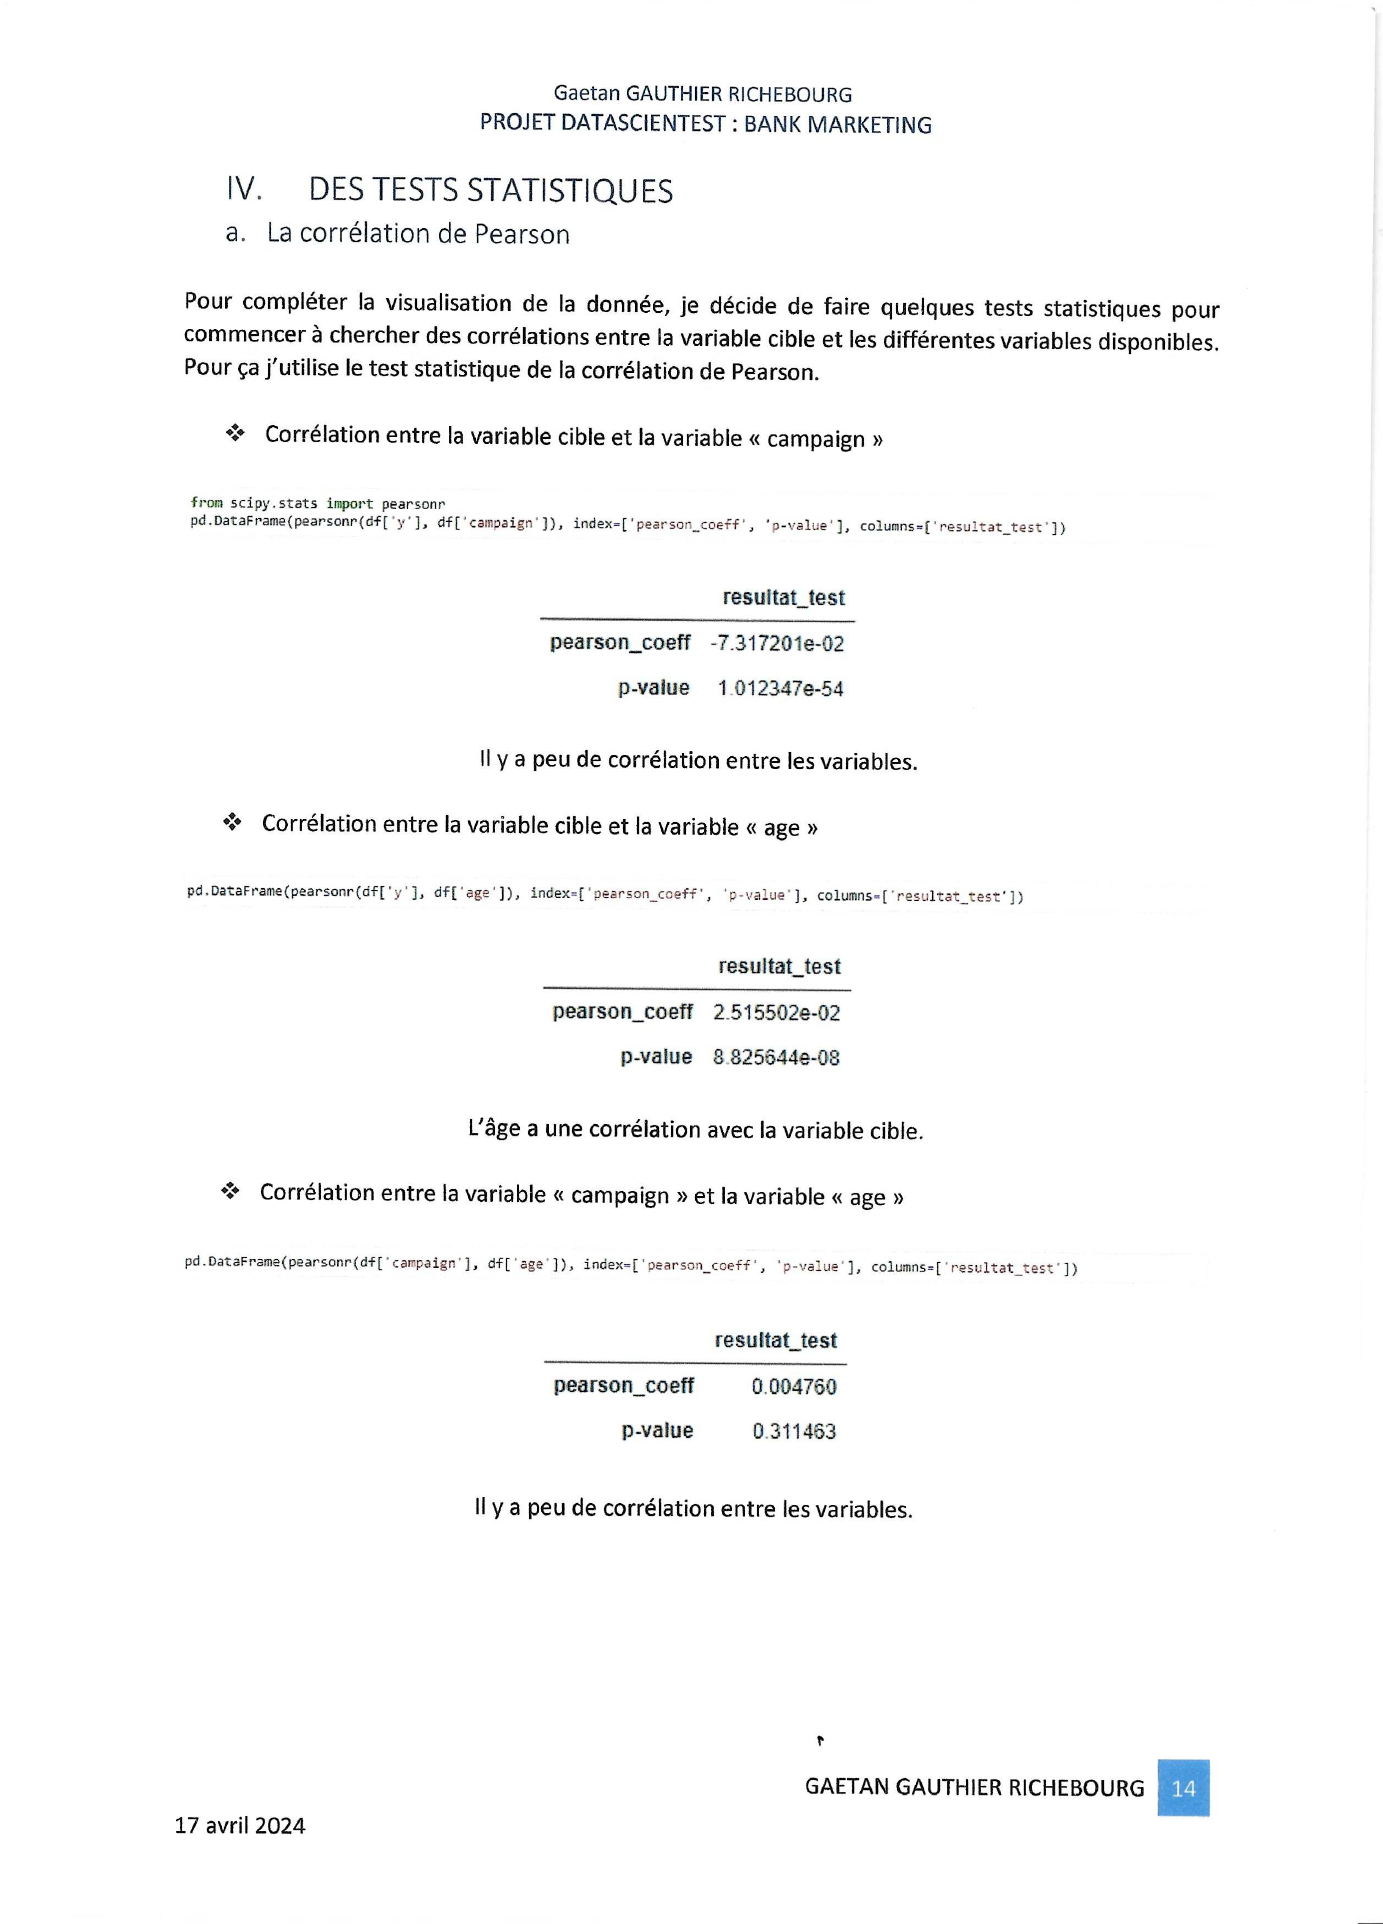 Gaetan GAUTHIER RICHEBOURG
PROJET DATASCIENTEST : BANK MARKETING
IV. DES TESTS STATISTIQUES
a. La corrélation de Pearson
Pour compléter la visualisation de la donnée, je décide de faire quelques tests statistiques pour
commencer à chercher des corrélations entre la variable cible et les différentes variables disponibles.
Pour ça j'utilise le test statistique de la corrélation de Pearson.
❖ Corrélation entre la variable cible et la variable « campaign »
from scipy.stats import pearsonr
pd.DataFrame(pearsonr(df['y'], df['campaign']), index=['pearson_coeff', 'p-value'], columns=['resultat_test'])
resultat_test
pearson_coeff -7.317201e-02
p-value 1.012347e-54
Il y a peu de corrélation entre les variables.
❖ Corrélation entre la variable cible et la variable « age »
pd.DataFrame(pearsonr(df['y'], df['age']), index=['pearson_coeff', 'p-value'], columns=['resultat_test'])
resultat_test
pearson_coeff 2.515502e-02
p-value 8.825644e-08
L'âge a une corrélation avec la variable cible.
❖ Corrélation entre la variable « campaign » et la variable « age »
pd.DataFrame(pearsonr(df['campaign'], df['age']), index=['pearson_coeff', 'p-value'], columns=['resultat_test'])
resultat_test
pearson_coeff 0.004760
p-value 0.311463
Il y a peu de corrélation entre les variables.
GAETAN GAUTHIER RICHEBOURG 14
17 avril 2024